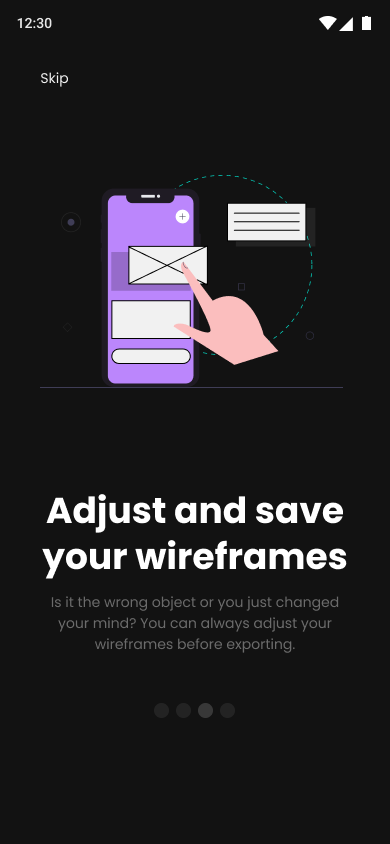 12:30
Skip
Adjust and save
your wireframes
Is it the wrong object or you just changed
your mind? You can always adjust your
wireframes before exporting.